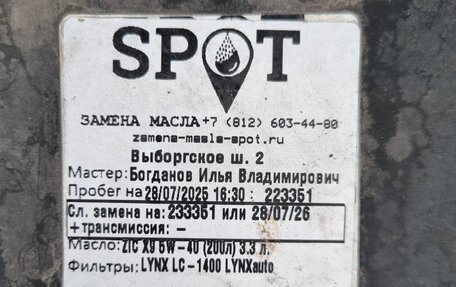 SPOT
ЗАМЕНА МАСЛА +7 (812) 603-44-80
zamena-masla-spot.ru
Выборгское ш. 2
Мастер: Богданов Илья Владимирович
Пробег на 28/07/2025 16:30 : 223351
Сл. замена на: 233351 или 28/07/26
+трансмиссия: -
Масло: ZIC X9 5W-40 (200л) 3.3 л.
Фильтры: LYNX LC-1400 LYNXauto